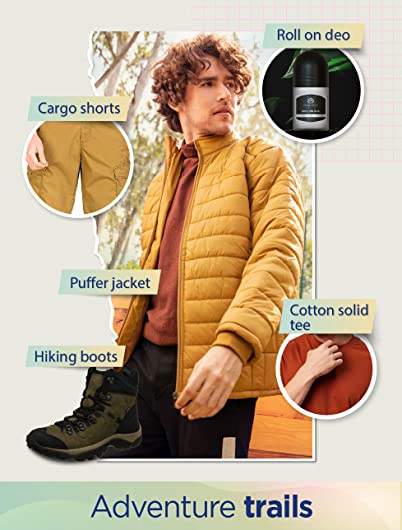 Roll on deo
Cargo shorts
Puffer jacket
Cotton solid
tee
Hiking boots
Adventure trails